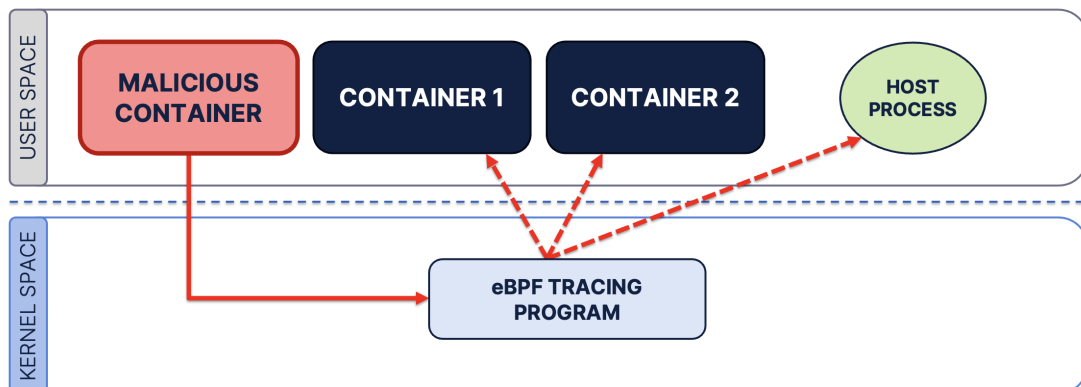 USER SPACE
MALICIOUS
CONTAINER
CONTAINER 1
CONTAINER 2
HOST
PROCESS
KERNEL SPACE
eBPF TRACING
PROGRAM